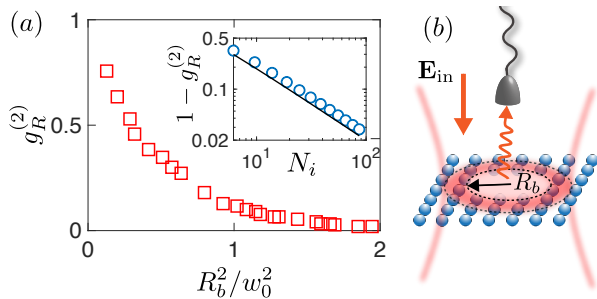 (a)
g_R^{(2)}
1
0.5
0
0
1
2
R_b^2/w_0^2
1 − g_R^{(2)}
0.5
0.1
0.02
10^1
10^2
N_i
(b)
E_in
R_b